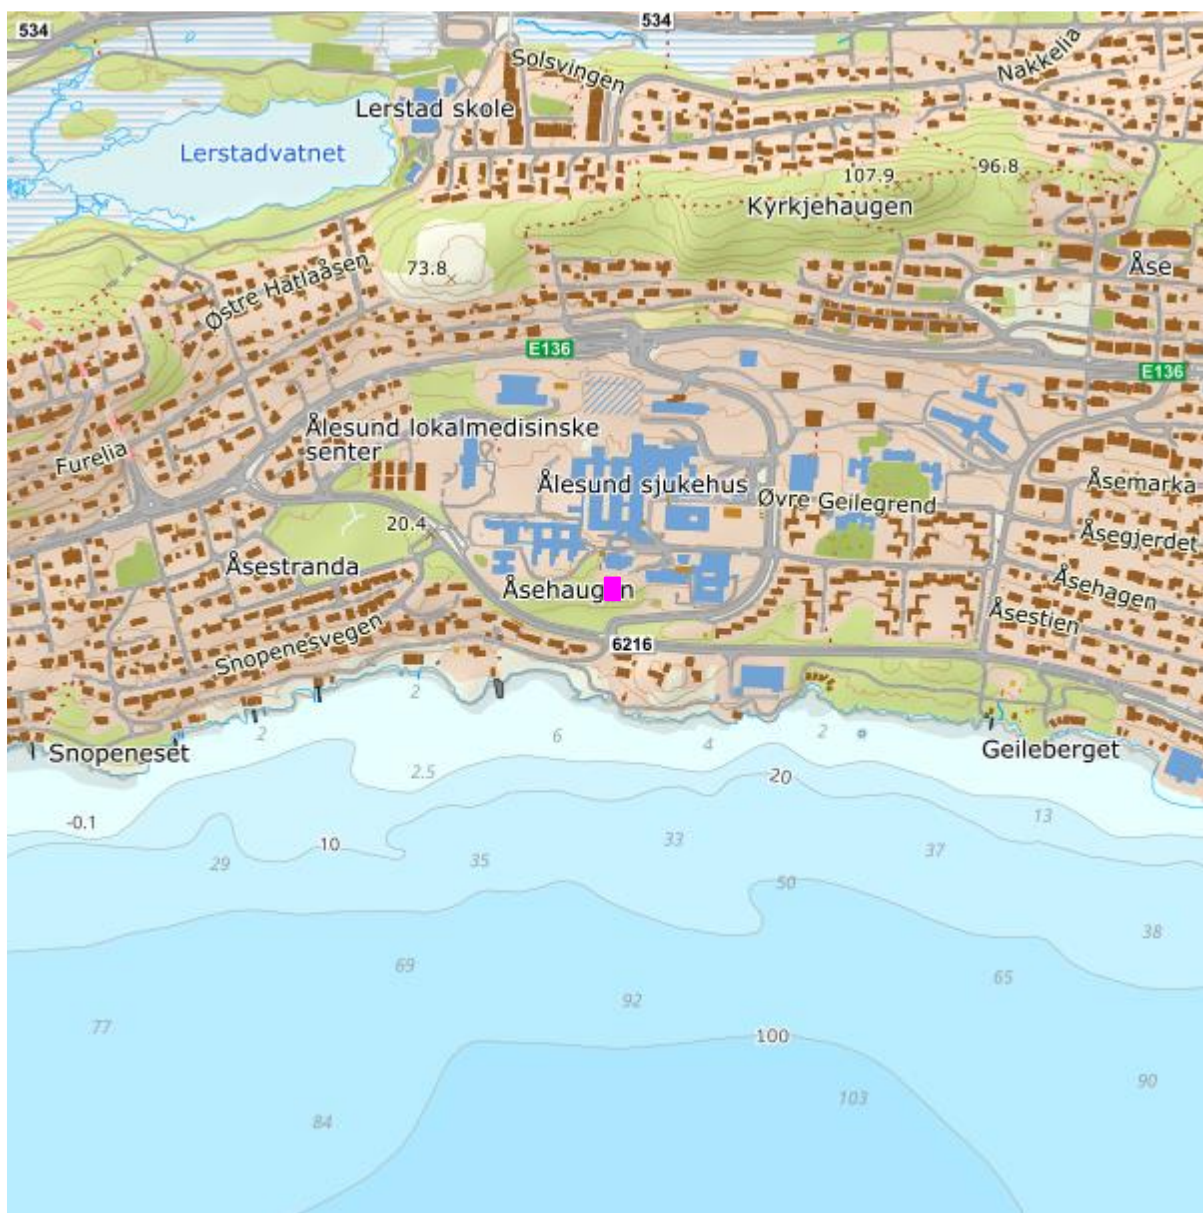 534
534
Solsvingen
Nakkelia
Lerstad skole
Lerstadvatnet
107.9
96.8
Kyrkjehaugen
73.8
Østre Hatlaåsen
Åse
E136
E136
Ålesund lokalmedisinske
senter
Furelia
Ålesund sjukehus
Øvre Geilegrend
Åsemarka
20.4
Åsegjerdet
Åsestranda
Åsehaugen
Åsehagen
Åsestien
Snopenesvegen
6216
2
2
6
4
2
Snopeneset
Geileberget
2.5
20
-0.1
10
13
29
35
33
37
50
38
69
65
92
77
100
90
103
84